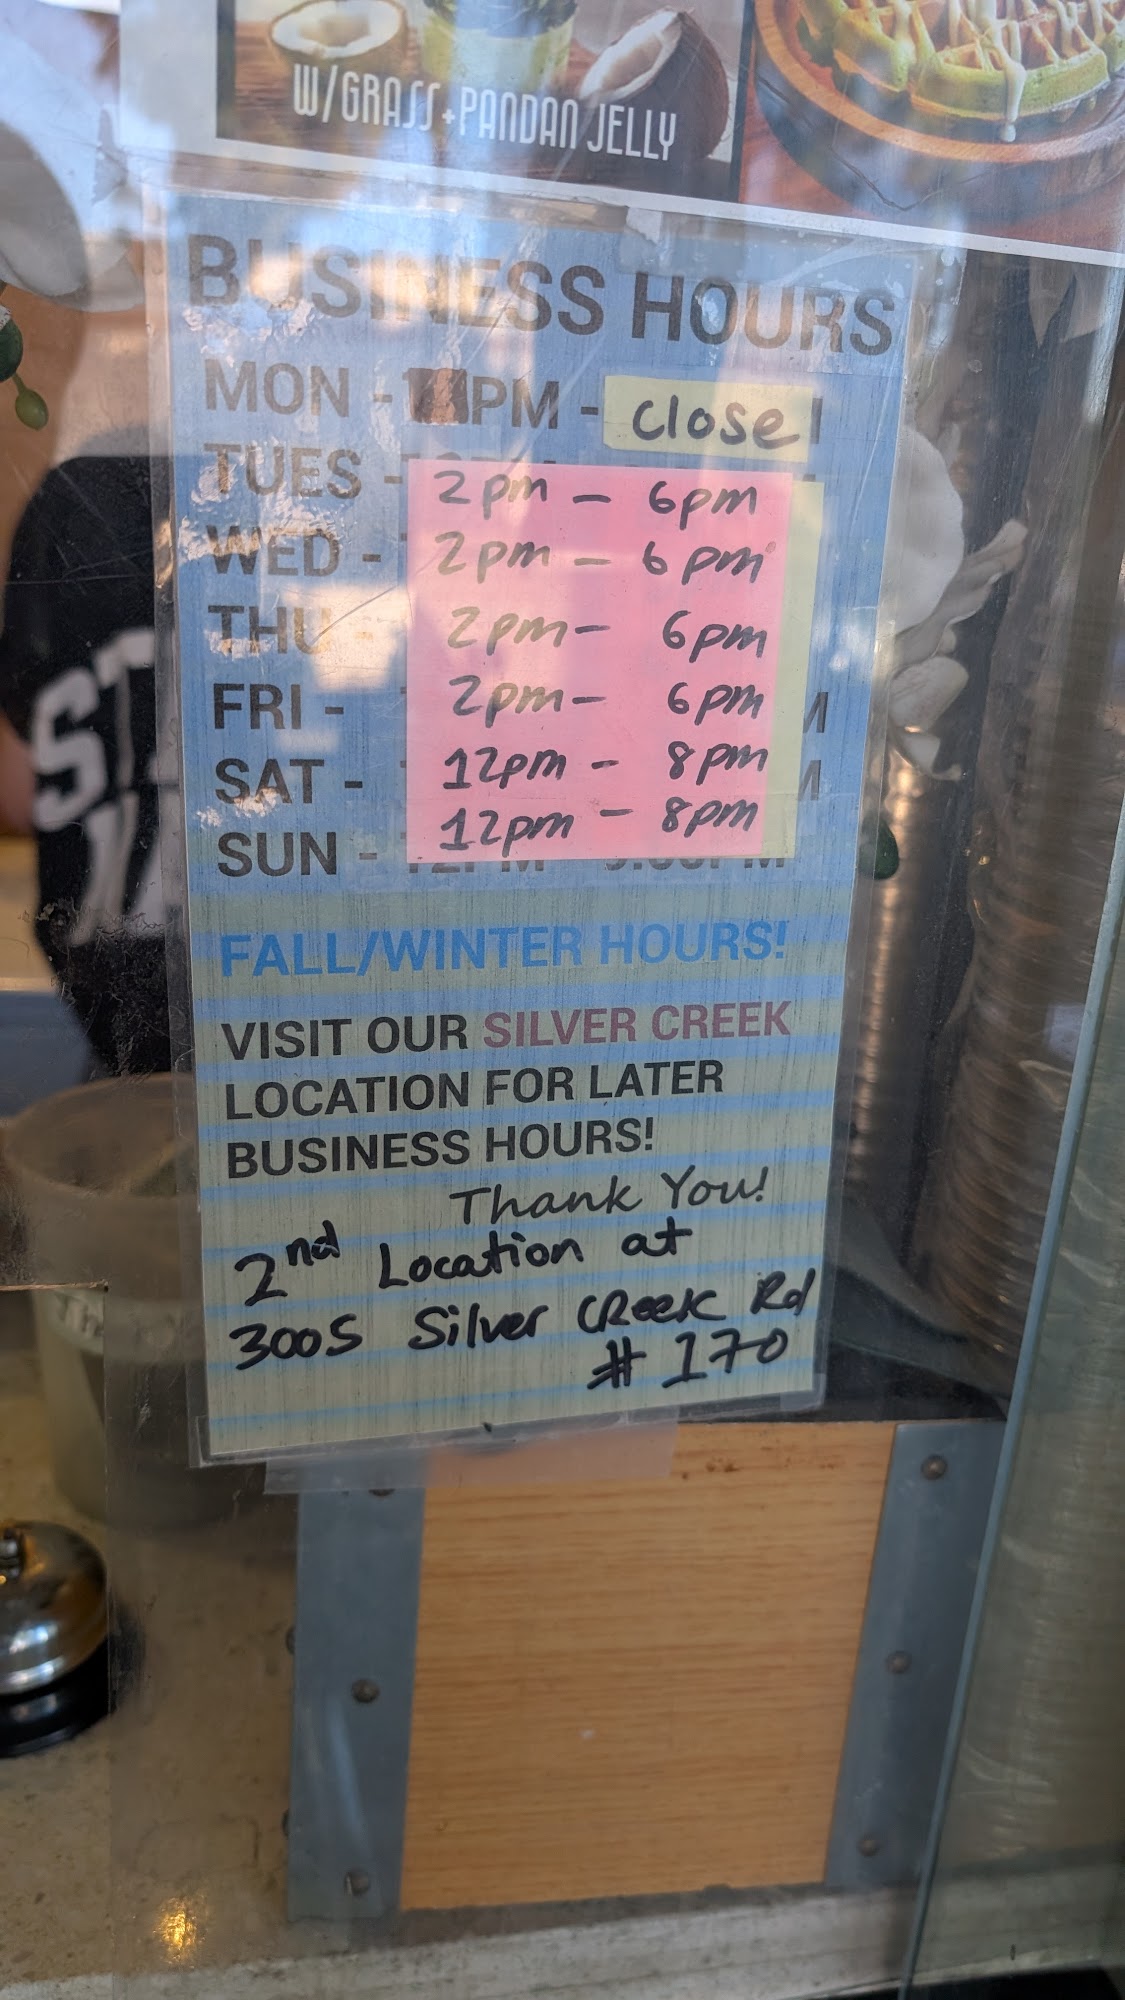 W/GRASS+PANDAN JELLY
BUSINESS HOURS
MON - PM - close
TUES - 2pm - 6pm
WED - 2pm - 6pm
THU - 2pm - 6pm
FRI - 2pm - 6pm
SAT - 12pm - 8pm
SUN - 12pm - 8pm
FALL/WINTER HOURS!
VISIT OUR SILVER CREEK
LOCATION FOR LATER
BUSINESS HOURS!
Thank You!
2nd Location at
3005 Silver CReek Rd
# 170